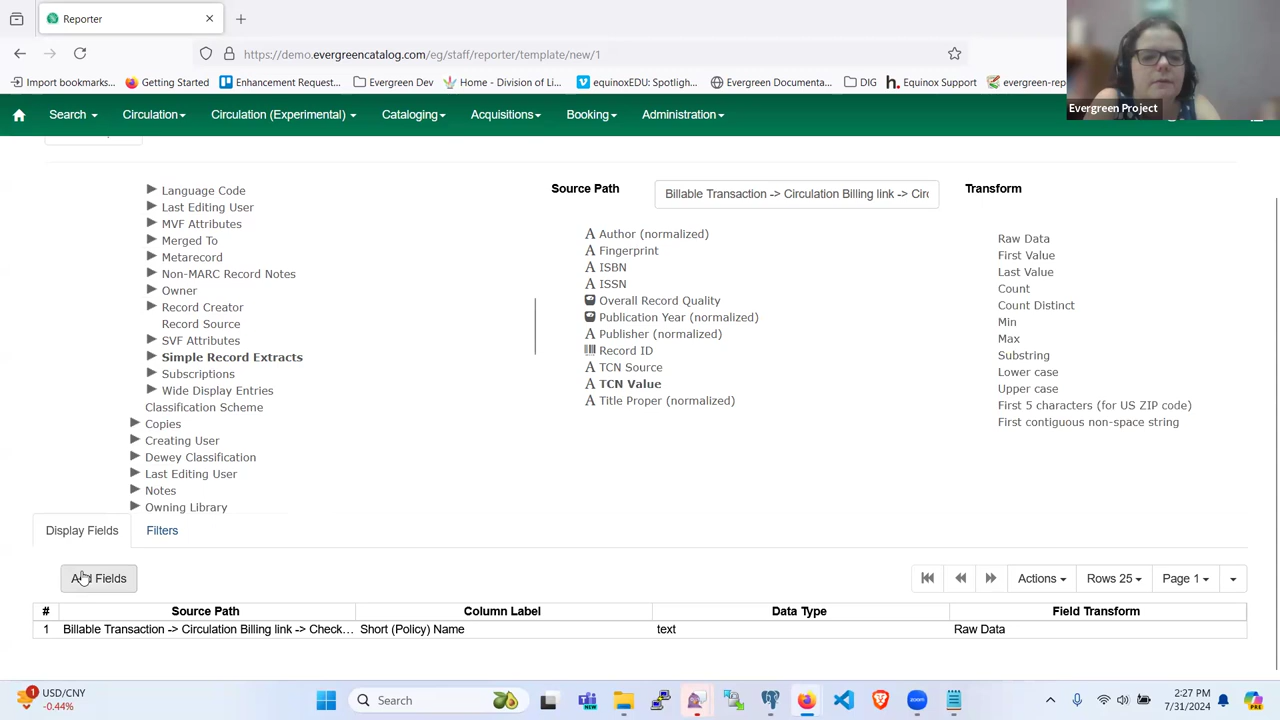 Reporter
https://demo.evergreencatalog.com/eg/staff/reporter/template/new/1
Import bookmarks... Getting Started Enhancement Request... Evergreen Dev Home - Division of Li... equinoxEDU: Spotligh... Evergreen Documenta... DIG Equinox Support
Evergreen Project
Search Circulation Circulation (Experimental) Cataloging Acquisitions Booking Administration
Source Path Billable Transaction -> Circulation Billing link -> Transform
Language Code
Last Editing User
MVF Attributes
Merged To
Metarecord
Non-MARC Record Notes
Owner
Record Creator
Record Source
SVF Attributes
Simple Record Extracts
Subscriptions
Wide Display Entries
Classification Scheme
Copies
Creating User
Dewey Classification
Last Editing User
Notes
Owning Library
Author (normalized)
Fingerprint
ISBN
ISSN
Overall Record Quality
Publication Year (normalized)
Publisher (normalized)
Record ID
TCN Source
TCN Value
Title Proper (normalized)
Raw Data
First Value
Last Value
Count
Count Distinct
Min
Max
Substring
Lower case
Upper case
First 5 characters (for US ZIP code)
First contiguous non-space string
Display Fields Filters
Fields Actions Rows 25 Page 1
# Source Path Column Label Data Type Field Transform
1 Billable Transaction -> Circulation Billing link -> Check... Short (Policy) Name text Raw Data
1 USD/CNY
-0.44%
Search
NEW
2:27 PM
7/31/2024
PRE